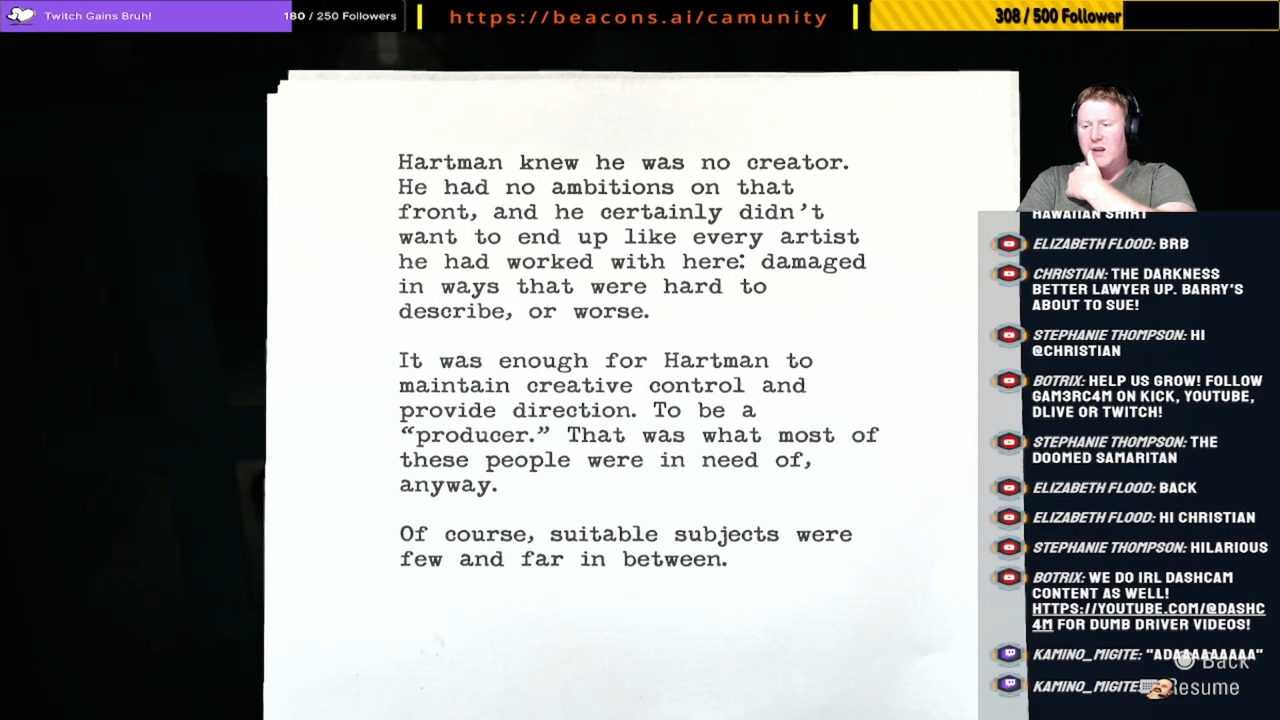 Twitch Gains Bruh!
180 / 250 Followers
https://beacons.ai/camunity
308 / 500 Follower
Hartman knew he was no creator.
He had no ambitions on that
front, and he certainly didn’t
want to end up like every artist
he had worked with here: damaged
in ways that were hard to
describe, or worse.
It was enough for Hartman to
maintain creative control and
provide direction. To be a
“producer.” That was what most of
these people were in need of,
anyway.
Of course, suitable subjects were
few and far in between.
HAWAIIAN SHIRT
ELIZABETH FLOOD: BRB
CHRISTIAN: THE DARKNESS
BETTER LAWYER UP. BARRY'S
ABOUT TO SUE!
STEPHANIE THOMPSON: HI
@CHRISTIAN
BOTRIX: HELP US GROW! FOLLOW
GAM3RC4M ON KICK, YOUTUBE,
DLIVE OR TWITCH!
STEPHANIE THOMPSON: THE
DOOMED SAMARITAN
ELIZABETH FLOOD: BACK
ELIZABETH FLOOD: HI CHRISTIAN
STEPHANIE THOMPSON: HILARIOUS
BOTRIX: WE DO IRL DASHCAM
CONTENT AS WELL!
HTTPS://YOUTUBE.COM/@DASHC
4M FOR DUMB DRIVER VIDEOS!
KAMINO_MIGITE:
Back
KAMINO_MIGITE:
Resume